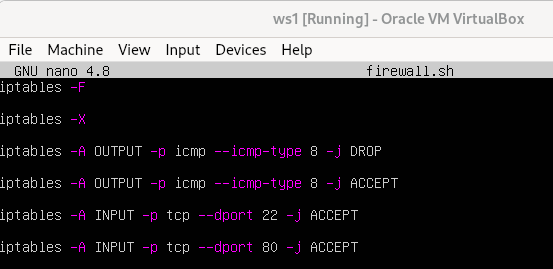 ws1 [Running] - Oracle VM VirtualBox
File Machine View Input Devices Help
GNU nano 4.8 firewall.sh
iptables -F
iptables -X
iptables -A OUTPUT -p icmp --icmp-type 8 -j DROP
iptables -A OUTPUT -p icmp --icmp-type 8 -j ACCEPT
iptables -A INPUT -p tcp --dport 22 -j ACCEPT
iptables -A INPUT -p tcp --dport 80 -j ACCEPT